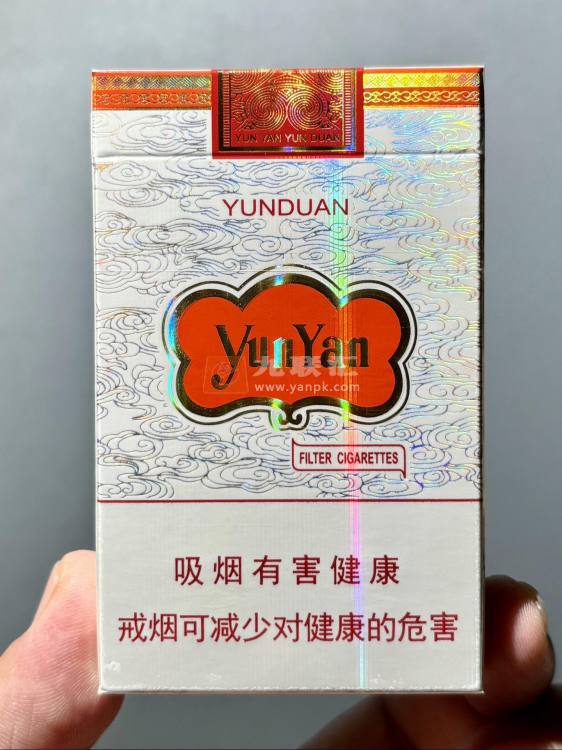 YUN YAN YUN DUAN
YUNDUAN
YunYan
www.yanpk.com
FILTER CIGARETTES
吸烟有害健康
戒烟可减少对健康的危害